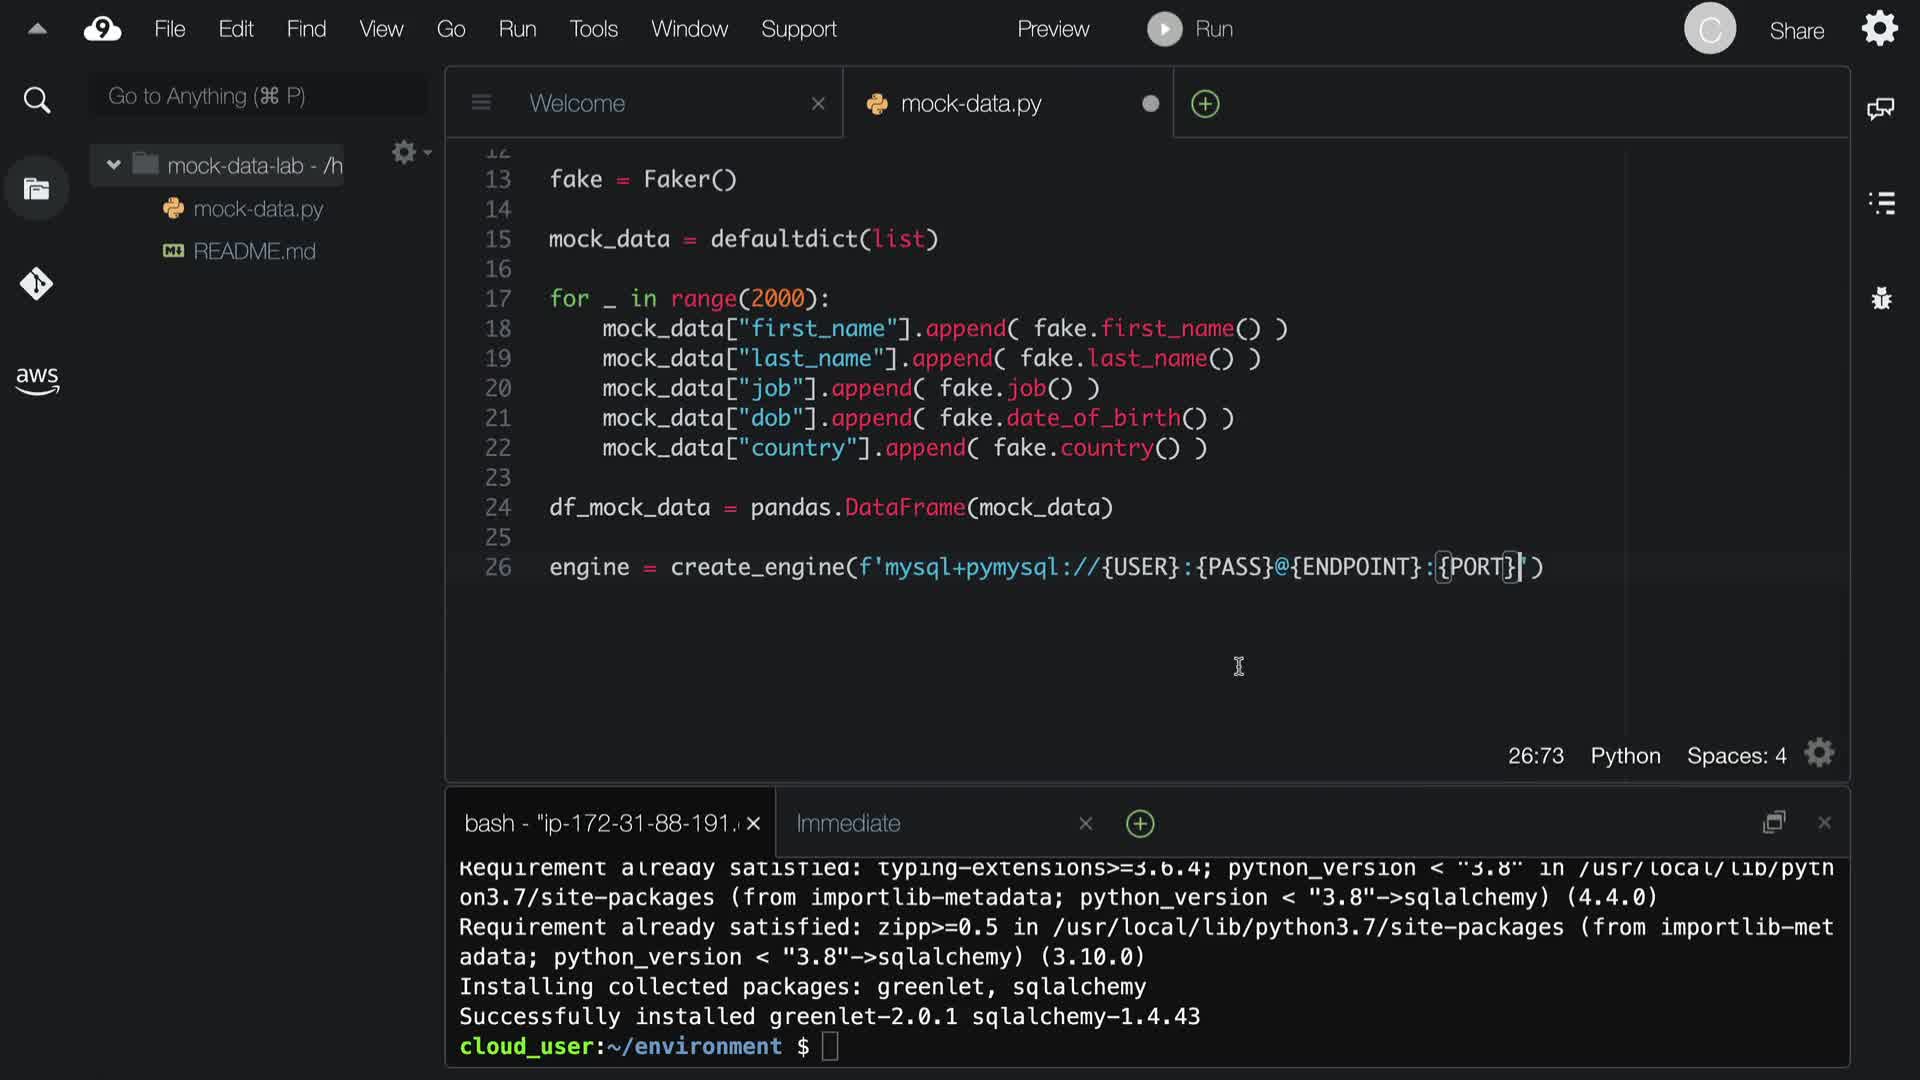 File Edit Find View Go Run Tools Window Support Preview Run C Share
9
Go to Anything (⌘ P)
mock-data-lab - /h
mock-data.py
README.md
aws
Welcome
mock-data.py
12
13 fake = Faker()
14
15 mock_data = defaultdict(list)
16
17 for _ in range(2000):
18     mock_data["first_name"].append( fake.first_name() )
19     mock_data["last_name"].append( fake.last_name() )
20     mock_data["job"].append( fake.job() )
21     mock_data["dob"].append( fake.date_of_birth() )
22     mock_data["country"].append( fake.country() )
23
24 df_mock_data = pandas.DataFrame(mock_data)
25
26 engine = create_engine(f'mysql+pymysql://{USER}:{PASS}@{ENDPOINT}:{PORT}')
26:73 Python Spaces: 4
bash - "ip-172-31-88-191.
Immediate
Requirement already satisfied: typing-extensions>=3.6.4; python_version < "3.8" in /usr/local/lib/pyth
on3.7/site-packages (from importlib-metadata; python_version < "3.8"->sqlalchemy) (4.4.0)
Requirement already satisfied: zipp>=0.5 in /usr/local/lib/python3.7/site-packages (from importlib-met
adata; python_version < "3.8"->sqlalchemy) (3.10.0)
Installing collected packages: greenlet, sqlalchemy
Successfully installed greenlet-2.0.1 sqlalchemy-1.4.43
cloud_user:~/environment $